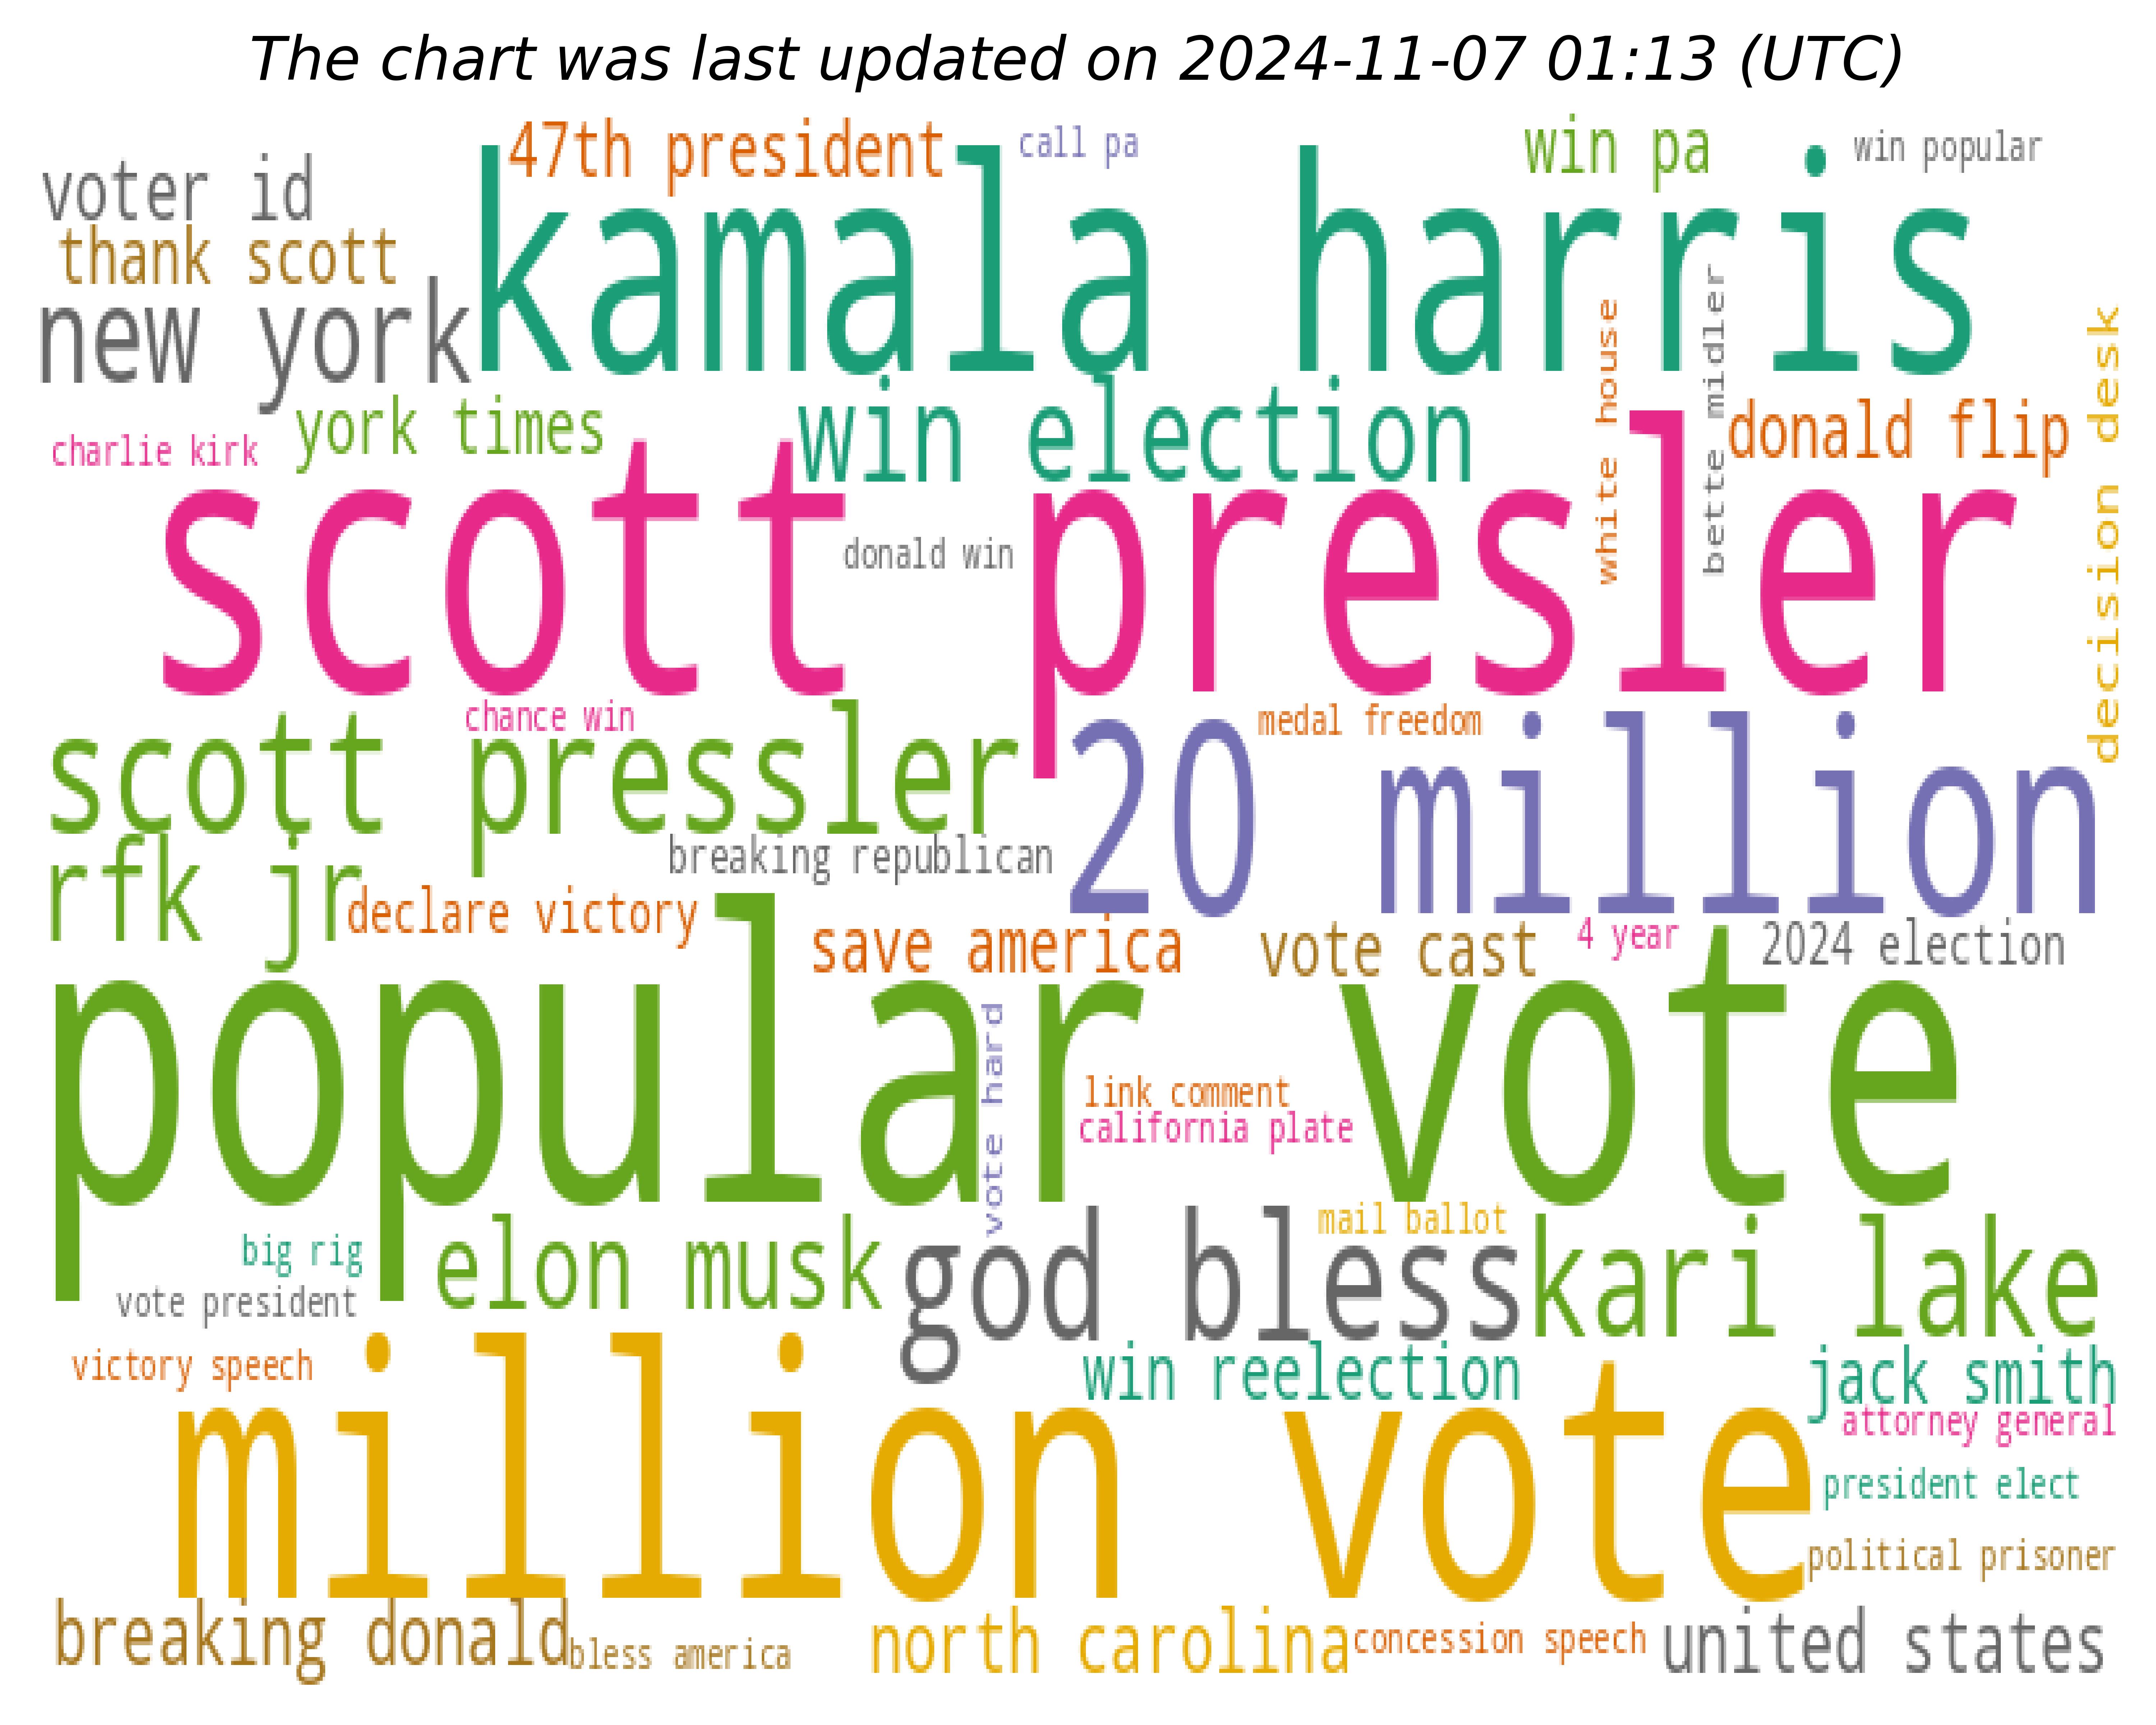 The chart was last updated on 2024-11-07 01:13 (UTC)
47th president
call pa
win pa
win popular
voter id
kamala harris
thank scott
new york
white house
bette midler
decision desk
york times
win election
donald flip
charlie kirk
scott presler
donald win
chance win
medal freedom
scott pressler
20 million
breaking republican
rfk jr
declare victory
save america
vote cast
4 year
2024 election
popular vote
vote hard
link comment
california plate
mail ballot
big rig
elon musk
god bless
kari lake
vote president
victory speech
win reelection
jack smith
attorney general
million vote
president elect
political prisoner
breaking donald
bless america
north carolina
concession speech
united states